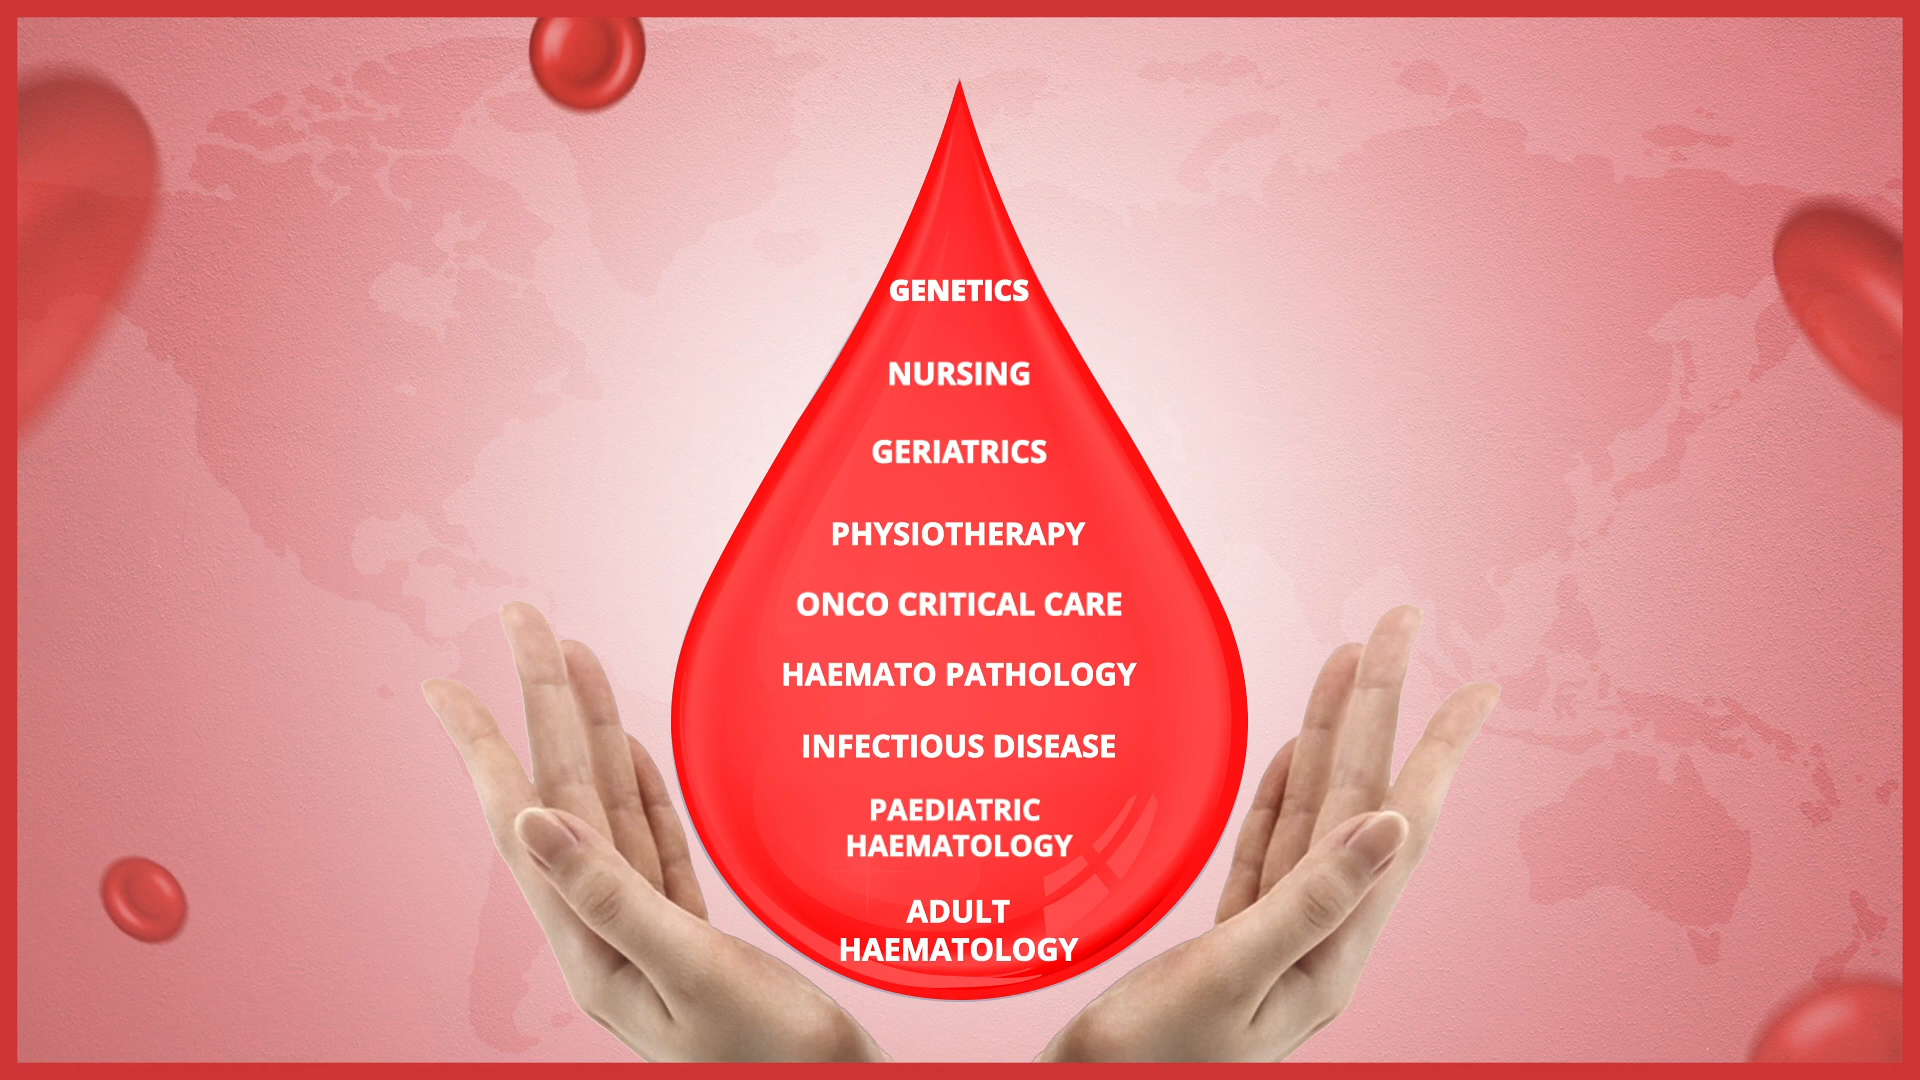 GENETICS
NURSING
GERIATRICS
PHYSIOTHERAPY
ONCO CRITICAL CARE
HAEMATO PATHOLOGY
INFECTIOUS DISEASE
PAEDIATRIC
HAEMATOLOGY
ADULT
HAEMATOLOGY